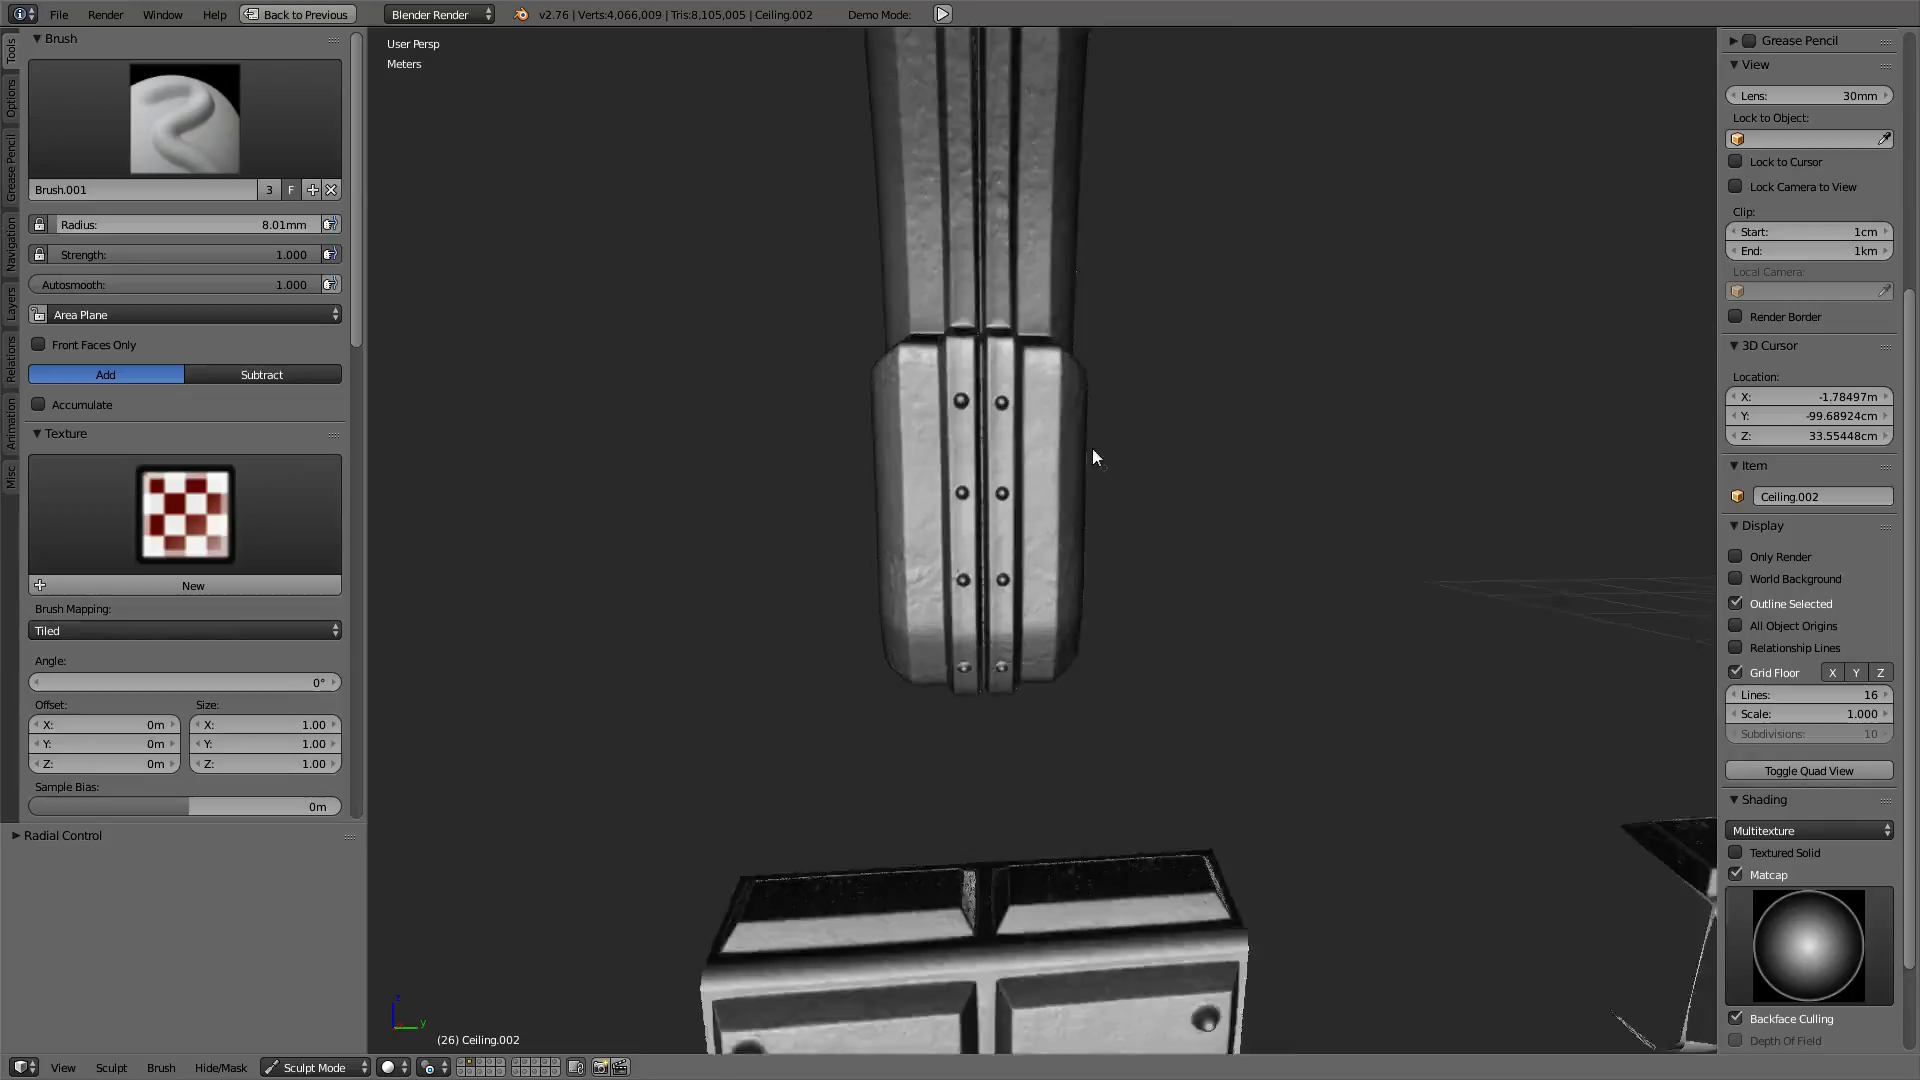 File Render Window Help Back to Previous Blender Render v2.76 | Verts:4,066,009 | Tris:8,105,005 | Ceiling.002 Demo Mode:
Tools
Options
Grease Pencil
Navigation
Layers
Relations
Animation
Misc
Brush
Brush.001 3 F
Radius: 8.01mm
Strength: 1.000
Autosmooth: 1.000
Area Plane
Front Faces Only
Add Subtract
Accumulate
Texture
New
Brush Mapping:
Tiled
Angle:
0°
Offset: Size:
X: 0m X: 1.00
Y: 0m Y: 1.00
Z: 0m Z: 1.00
Sample Bias:
0m
Radial Control
User Persp
Meters
z
y
(26) Ceiling.002
Grease Pencil
View
Lens: 30mm
Lock to Object:
Lock to Cursor
Lock Camera to View
Clip:
Start: 1cm
End: 1km
Local Camera:
Render Border
3D Cursor
Location:
X: -1.78497m
Y: -99.68924cm
Z: 33.55448cm
Item
Ceiling.002
Display
Only Render
World Background
Outline Selected
All Object Origins
Relationship Lines
Grid Floor X Y Z
Lines: 16
Scale: 1.000
Subdivisions: 10
Toggle Quad View
Shading
Multitexture
Textured Solid
Matcap
Backface Culling
Depth Of Field
View Sculpt Brush Hide/Mask Sculpt Mode